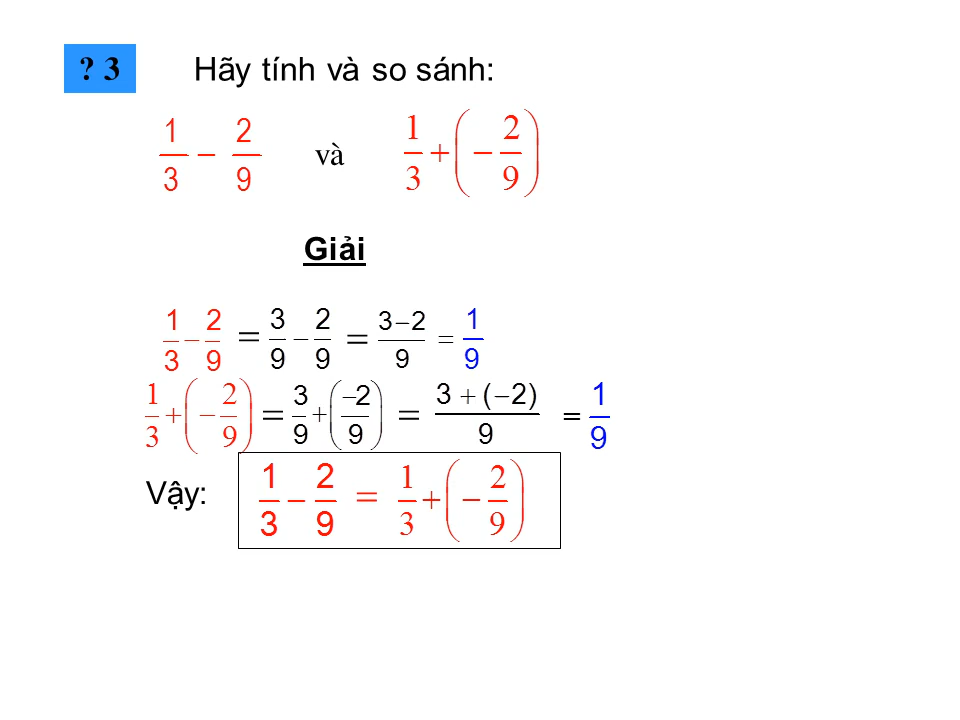 ? 3 Hãy tính và so sánh:
1/3 − 2/9 và 1/3 + (− 2/9)
Giải
1/3 − 2/9 = 3/9 − 2/9 = (3 − 2)/9 = 1/9
1/3 + (− 2/9) = 3/9 + (−2/9) = (3 + (−2))/9 = 1/9
Vậy: 1/3 − 2/9 = 1/3 + (− 2/9)